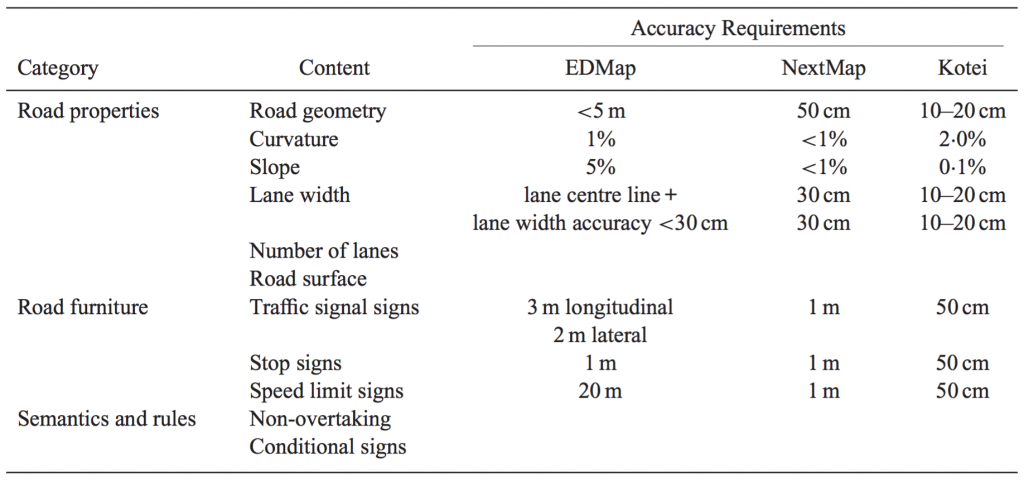 Accuracy Requirements
Category Content EDMap NextMap Kotei
Road properties Road geometry <5 m 50 cm 10–20 cm
Curvature 1% <1% 2·0%
Slope 5% <1% 0·1%
Lane width lane centre line + 30 cm 10–20 cm
lane width accuracy <30 cm 30 cm 10–20 cm
Number of lanes
Road surface
Road furniture Traffic signal signs 3 m longitudinal 1 m 50 cm
2 m lateral
Stop signs 1 m 1 m 50 cm
Speed limit signs 20 m 1 m 50 cm
Semantics and rules Non-overtaking
Conditional signs